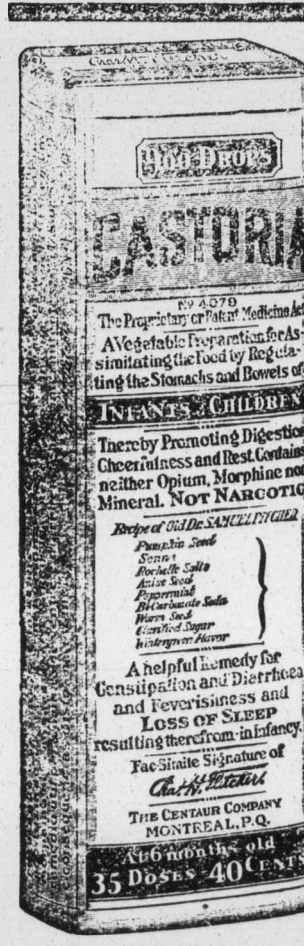 900 DROPS
CASTORIA
No 4079
The Proprietary or Patent Medicine Act
A Vegetable Preparation for As-
similating the Food by Regula-
ting the Stomachs and Bowels of
INFANTS CHILDREN
Thereby Promoting Digestion
Cheerfulness and Rest Contains
neither Opium, Morphine nor
Mineral. NOT NARCOTIC
Recipe of Old Dr. SAMUEL PITCHER
Pumpkin Seed
Senna
Rochelle Salts
Anise Seed
Peppermint
Bi Carbonate Soda
Worm Seed
Clarified Sugar
Wintergreen Flavor
A helpful Remedy for
Constipation and Diarrhoea
and Feverishness and
LOSS OF SLEEP
resulting therefrom in Infancy.
Fac-Simile Signature of
Chas. H. Fletcher.
THE CENTAUR COMPANY
MONTREAL, P.Q.
At 6 months old
35 DOSES - 40 CENTS